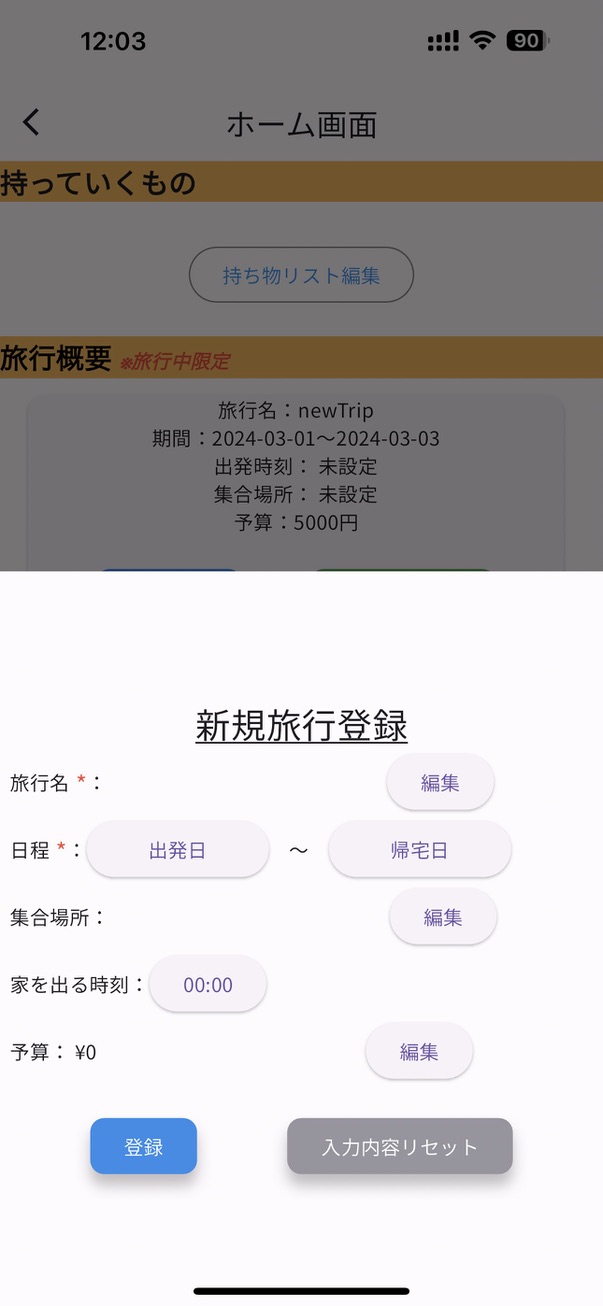 12:03
90
ホーム画面
持っていくもの
持ち物リスト編集
旅行概要 ※旅行中限定
旅行名：newTrip
期間：2024-03-01〜2024-03-03
出発時刻： 未設定
集合場所： 未設定
予算：5000円
新規旅行登録
旅行名 *： 編集
日程 *： 出発日 〜 帰宅日
集合場所： 編集
家を出る時刻： 00:00
予算： ¥0 編集
登録 入力内容リセット